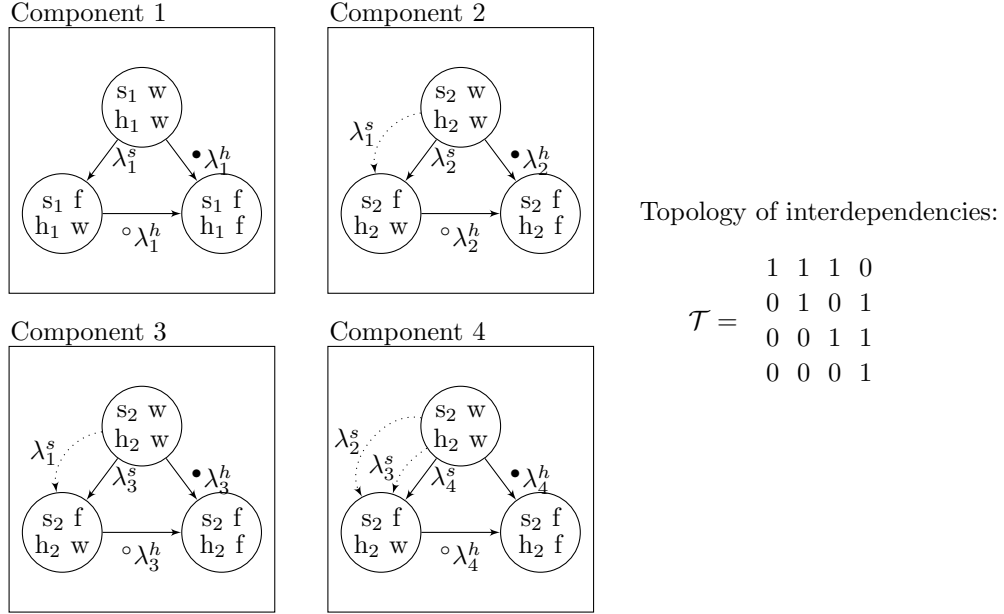 Component 1
s₁ w
h₁ w
λ₁ˢ
•λ₁ʰ
s₁ f
h₁ w
s₁ f
h₁ f
°λ₁ʰ
Component 2
s₂ w
h₂ w
λ₁ˢ
λ₂ˢ
•λ₂ʰ
s₂ f
h₂ w
s₂ f
h₂ f
°λ₂ʰ
Component 3
s₂ w
h₂ w
λ₁ˢ
λ₃ˢ
•λ₃ʰ
s₂ f
h₂ w
s₂ f
h₂ f
°λ₃ʰ
Component 4
s₂ w
h₂ w
λ₂ˢ
λ₃ˢ
λ₄ˢ
•λ₄ʰ
s₂ f
h₂ w
s₂ f
h₂ f
°λ₄ʰ
Topology of interdependencies:
𝒯 =
1 1 1 0
0 1 0 1
0 0 1 1
0 0 0 1